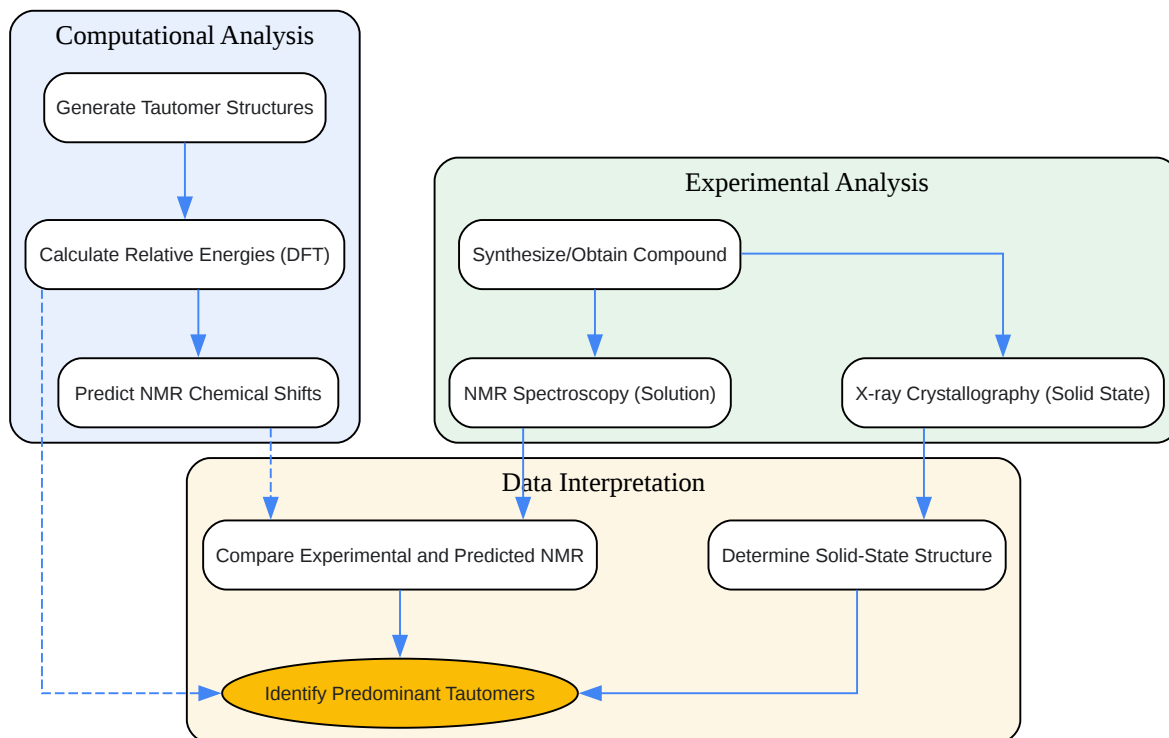 Computational Analysis
Generate Tautomer Structures
Calculate Relative Energies (DFT)
Predict NMR Chemical Shifts
Experimental Analysis
Synthesize/Obtain Compound
NMR Spectroscopy (Solution)
X-ray Crystallography (Solid State)
Data Interpretation
Compare Experimental and Predicted NMR
Determine Solid-State Structure
Identify Predominant Tautomers